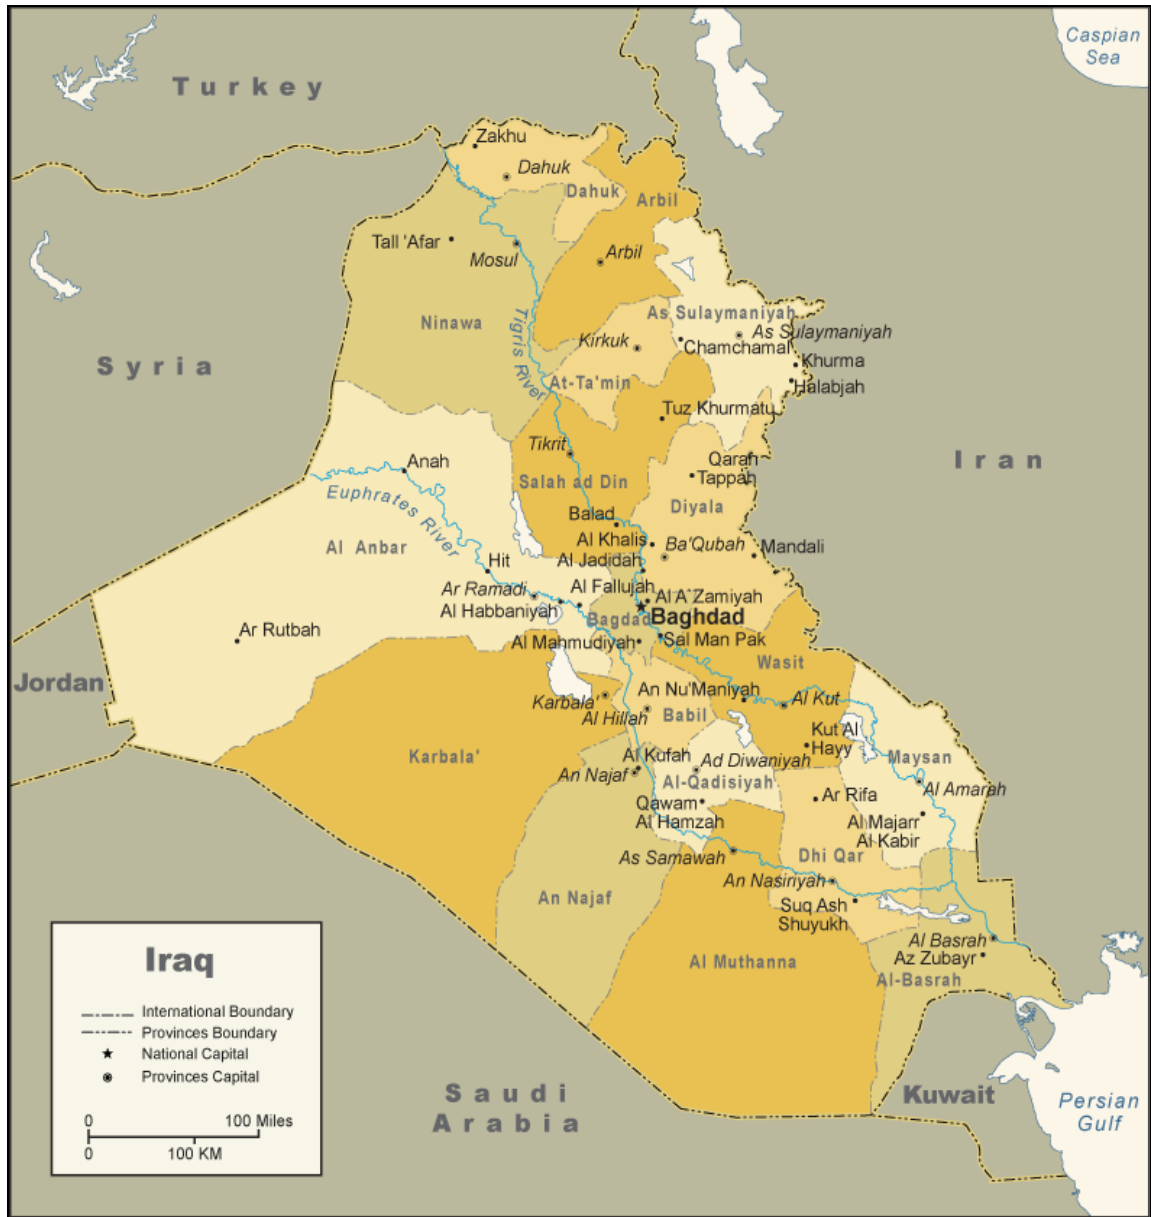 Caspian
Sea
Turkey
Zakhu
Dahuk
Dahuk
Arbil
Tall 'Afar
Mosul
Arbil
Ninawa
Tigris River
As Sulaymaniyah
As Sulaymaniyah
Kirkuk
Chamchamal
Khurma
Syria
At-Ta'min
Halabjah
Tuz Khurmatu
Tikrit
Anah
Qarah
Tappah
Iran
Euphrates River
Salah ad Din
Diyala
Balad
Al Anbar
Al Khalis
Ba'Qubah
Mandali
Hit
Al Jadidah
Ar Ramadi
Al Fallujah
Al A'Zamiyah
Al Habbaniyah
Bagdad
Baghdad
Ar Rutbah
Al Mahmudiyah
Sal Man Pak
Wasit
Jordan
Karbala'
An Nu'Maniyah
Al Kut
Al Hillah
Babil
Kut Al
Hayy
Karbala'
Al Kufah
Ad Diwaniyah
Maysan
An Najaf
Al-Qadisiyah
Al Amarah
Qawam
Al Hamzah
Ar Rifa
Al Majarr
Al Kabir
As Samawah
Dhi Qar
An Nasiriyah
An Najaf
Suq Ash
Shuyukh
Al Basrah
Az Zubayr
Al Muthanna
Al-Basrah
Iraq
International Boundary
Provinces Boundary
National Capital
Provinces Capital
0 100 Miles
0 100 KM
Saudi
Arabia
Kuwait
Persian
Gulf